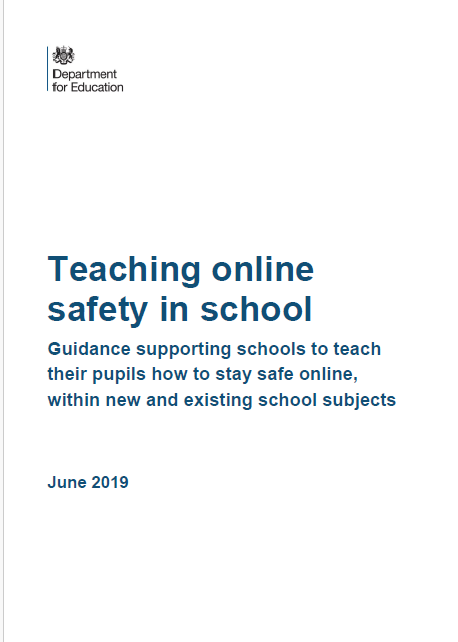 Department
for Education
Teaching online
safety in school
Guidance supporting schools to teach
their pupils how to stay safe online,
within new and existing school subjects
June 2019